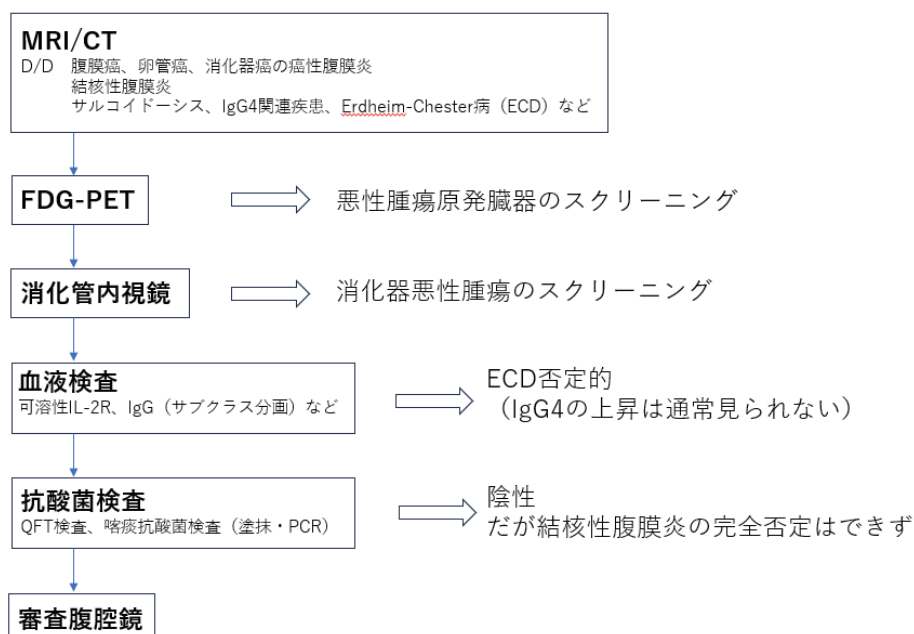 MRI/CT
D/D 腹膜癌、卵管癌、消化器癌の癌性腹膜炎
結核性腹膜炎
サルコイドーシス、IgG4関連疾患、Erdheim-Chester病（ECD）など
FDG-PET
悪性腫瘍原発臓器のスクリーニング
消化管内視鏡
消化器悪性腫瘍のスクリーニング
血液検査
可溶性IL-2R、IgG（サブクラス分画）など
ECD否定的
（IgG4の上昇は通常見られない）
抗酸菌検査
QFT検査、喀痰抗酸菌検査（塗抹・PCR）
陰性
だが結核性腹膜炎の完全否定はできず
審査腹腔鏡